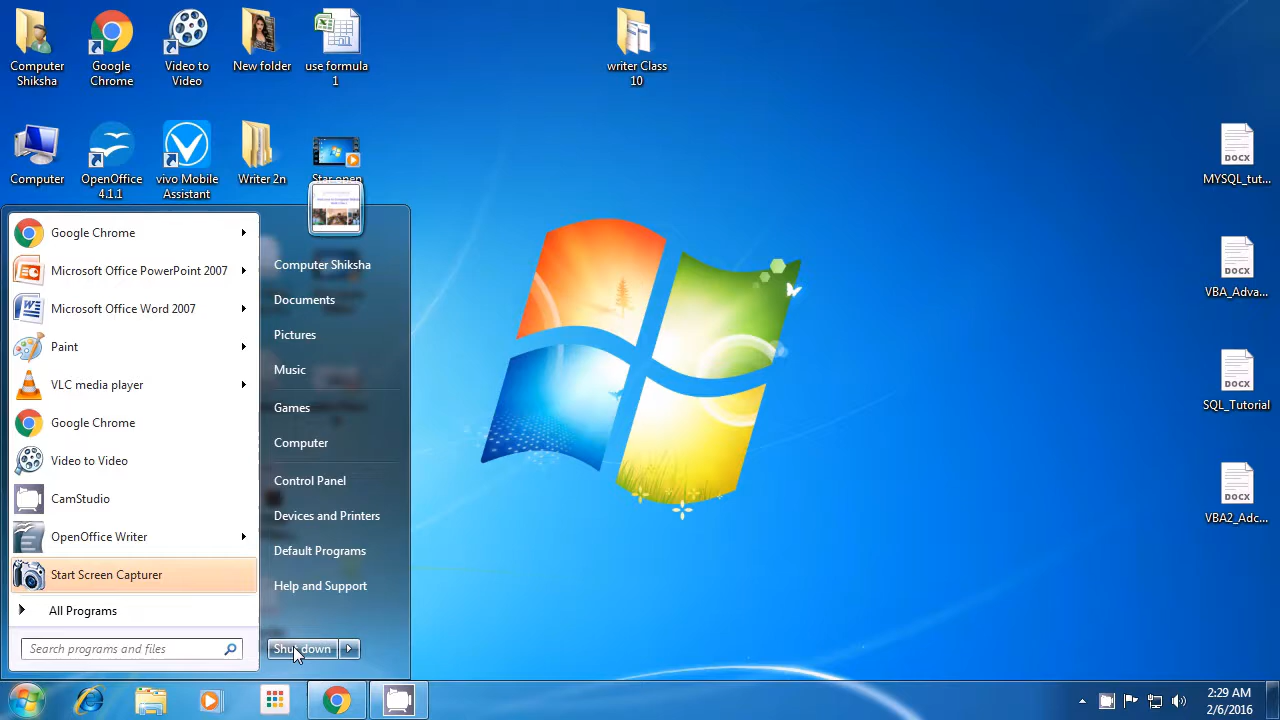 Computer
Shiksha
Google
Chrome
Video to
Video
New folder
use formula
1
writer Class
10
Computer
OpenOffice
4.1.1
vivo Mobile
Assistant
Writer 2n
DOCX
MYSQL_tut...
DOCX
VBA_Adva...
DOCX
SQL_Tutorial
DOCX
VBA2_Adc...
Google Chrome
Microsoft Office PowerPoint 2007
Microsoft Office Word 2007
Paint
VLC media player
Google Chrome
Video to Video
CamStudio
OpenOffice Writer
Start Screen Capturer
All Programs
Search programs and files
Computer Shiksha
Documents
Pictures
Music
Games
Computer
Control Panel
Devices and Printers
Default Programs
Help and Support
Shut down
2:29 AM
2/6/2016